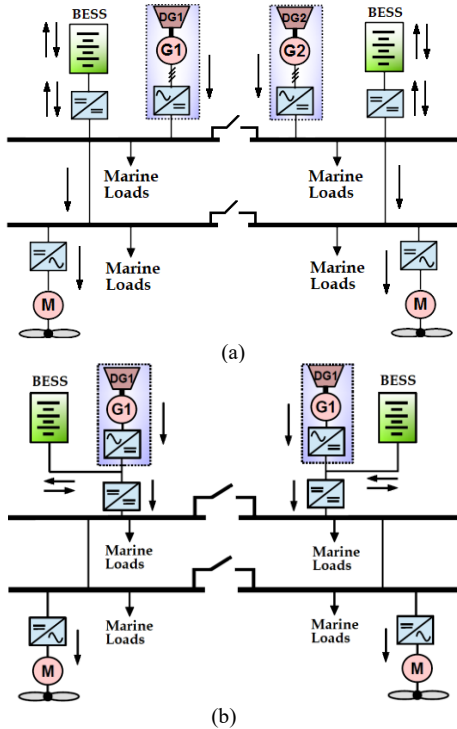 BESS
DG1
DG2
BESS
G1
G2
Marine
Loads
Marine
Loads
Marine
Loads
Marine
Loads
M
M
(a)
BESS
DG1
DG1
BESS
G1
G1
Marine
Loads
Marine
Loads
Marine
Loads
Marine
Loads
M
M
(b)